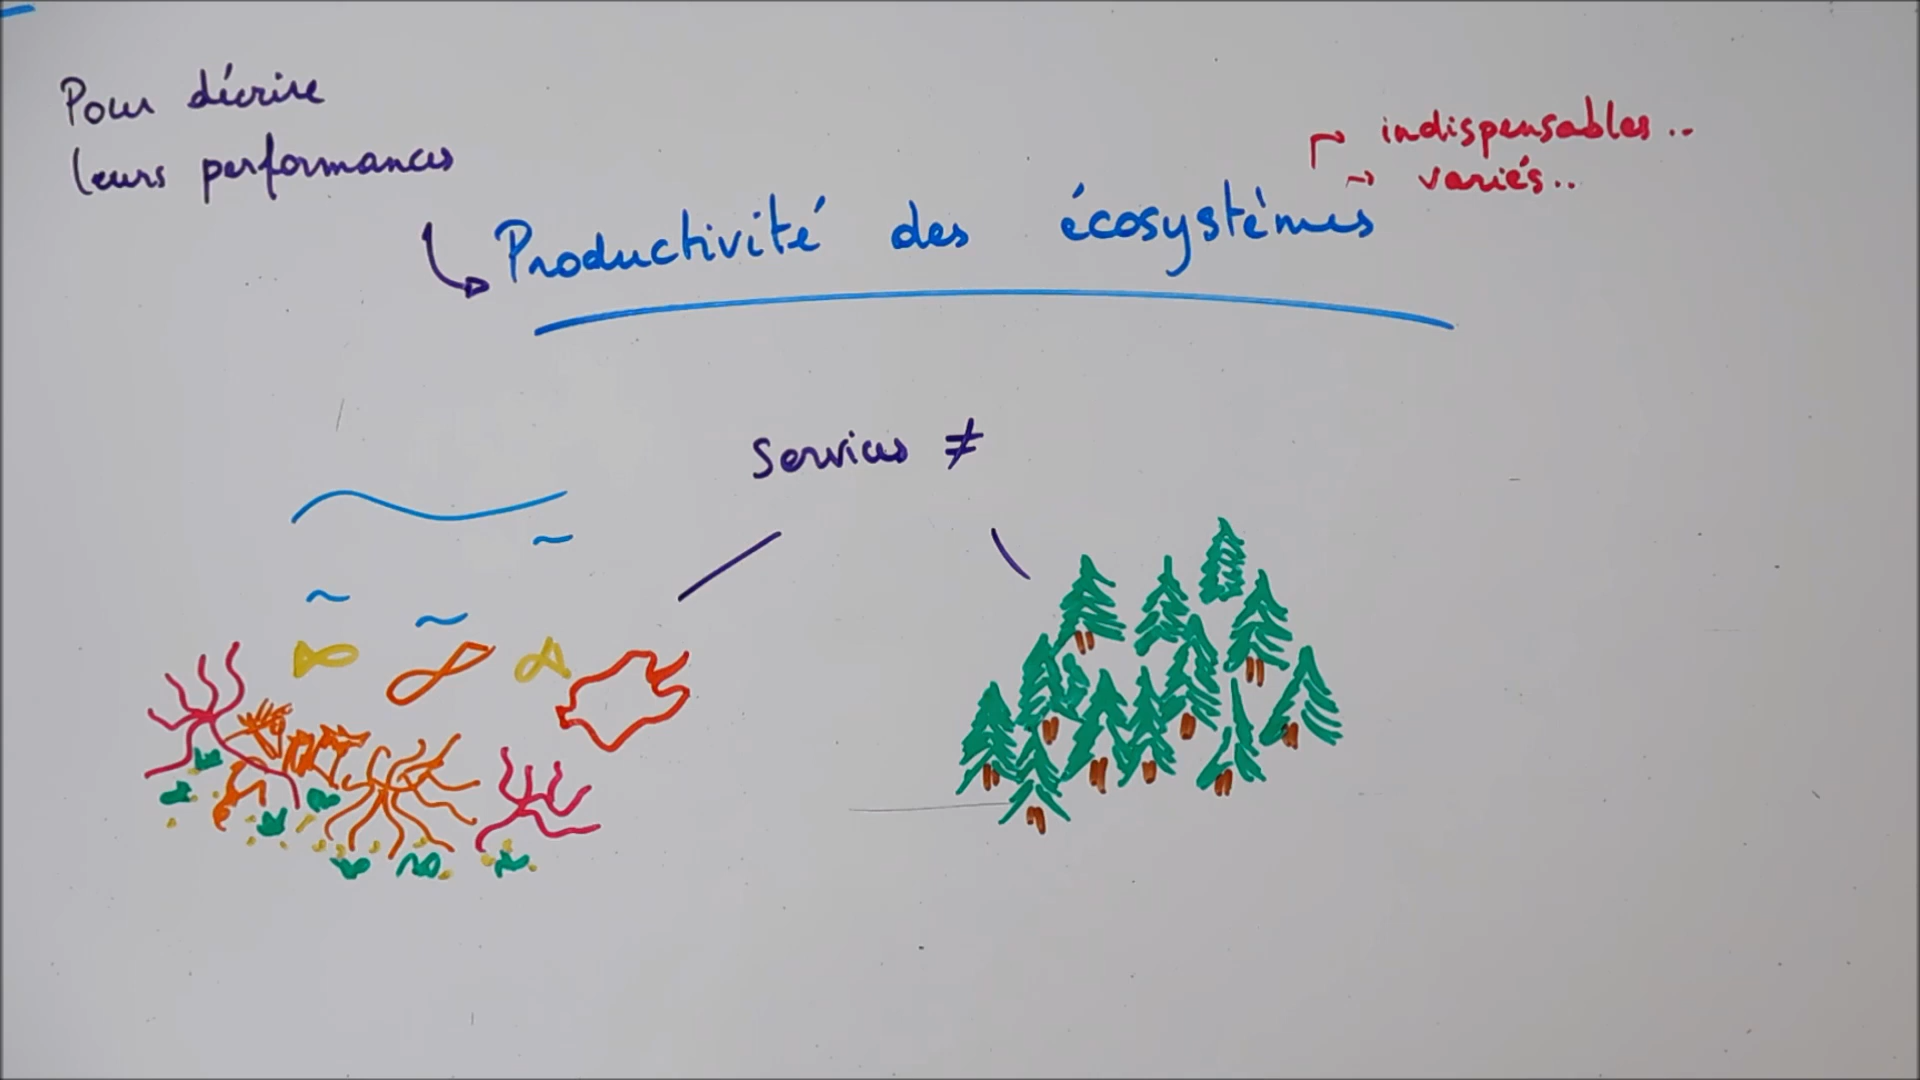 Pour décrire
leurs performances
indispensables..
variés..
Productivité des écosystèmes
Services ≠